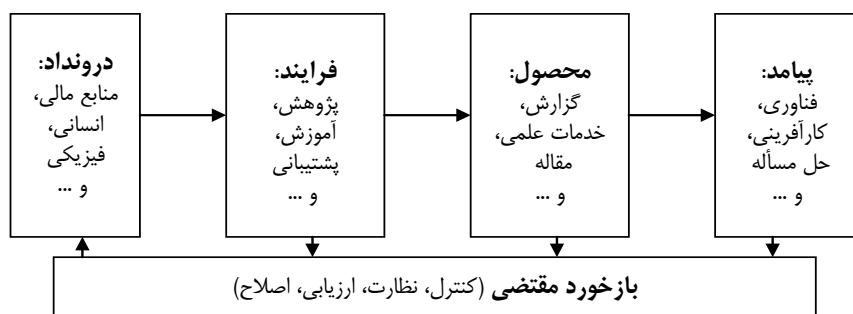 درونداد:
منابع مالی،
انسانی،
فیزیکی
و ...
فرایند:
پژوهش،
آموزش،
پشتیبانی
و ...
محصول:
گزارش،
خدمات علمی،
مقاله
و ...
پیامد:
فناوری،
کارآفرینی،
حل مسأله
و ...
بازخورد مقتضی (کنترل، نظارت، ارزیابی، اصلاح)